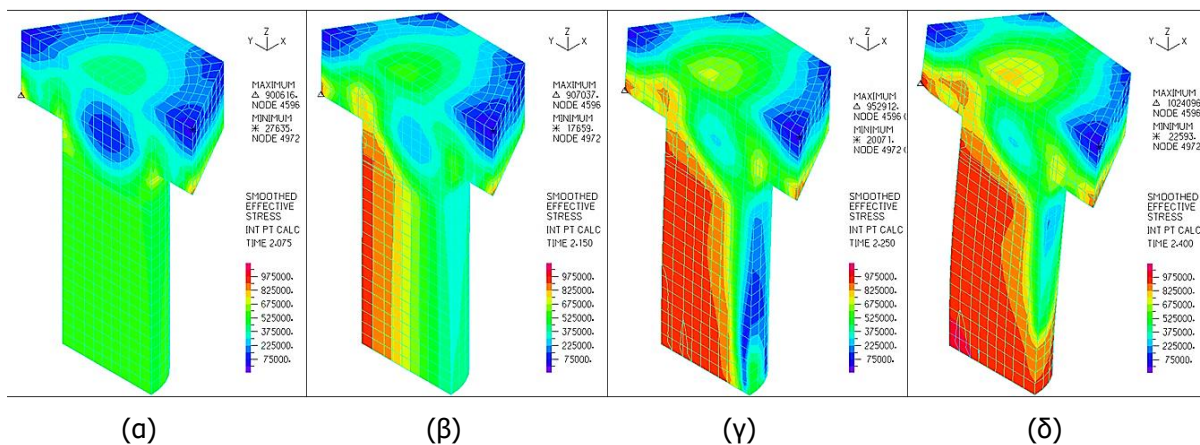 Z
Y X
MAXIMUM
△ 900616.
NODE 4596
MINIMUM
* 27635.
NODE 4972
SMOOTHED
EFFECTIVE
STRESS
INT PT CALC
TIME 2.075
975000.
825000.
675000.
525000.
375000.
225000.
75000.
(α)
Z
Y X
MAXIMUM
△ 907037.
NODE 4596
MINIMUM
* 17659.
NODE 4972
SMOOTHED
EFFECTIVE
STRESS
INT PT CALC
TIME 2.150
975000.
825000.
675000.
525000.
375000.
225000.
75000.
(β)
Z
Y X
MAXIMUM
△ 952912.
NODE 4596 (
MINIMUM
* 20071.
NODE 4972 (
SMOOTHED
EFFECTIVE
STRESS
INT PT CALC
TIME 2.250
975000.
825000.
675000.
525000.
375000.
225000.
75000.
(γ)
Z
Y X
MAXIMUM
△ 1024096
NODE 4596
MINIMUM
* 22593.
NODE 4972
SMOOTHED
EFFECTIVE
STRESS
INT PT CALC
TIME 2.400
975000.
825000.
675000.
525000.
375000.
225000.
75000.
(δ)